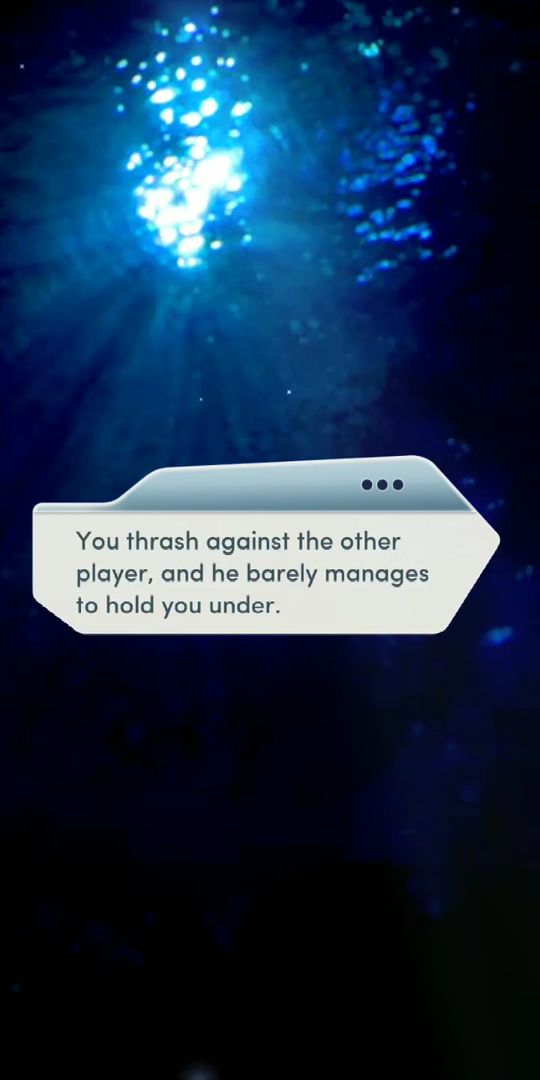 You thrash against the other
player, and he barely manages
to hold you under.